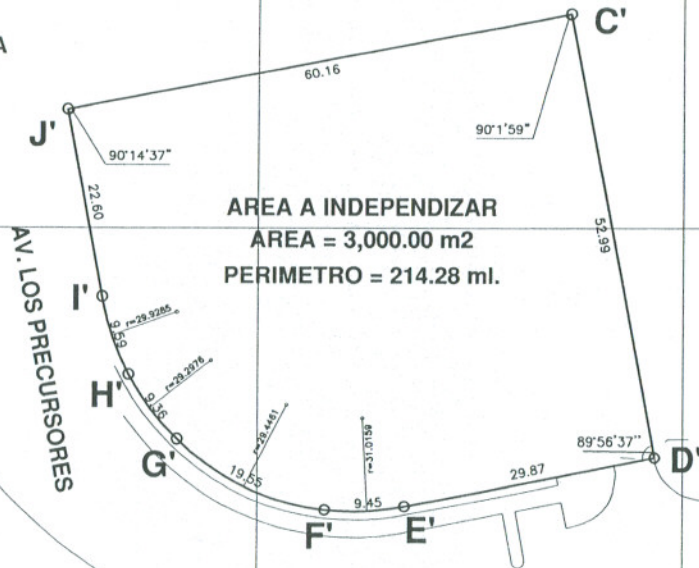 A
C'
60.16
J'
90°14'37"
90°1'59"
22.60
AREA A INDEPENDIZAR
AREA = 3,000.00 m2
PERIMETRO = 214.28 ml.
52.99
AV. LOS PRECURSORES
I'
r=29.9285
9.59
H'
r=29.2976
9.36
G'
r=29.4461
r=31.0159
89°56'37"
D'
19.55
29.87
9.45
F'
E'